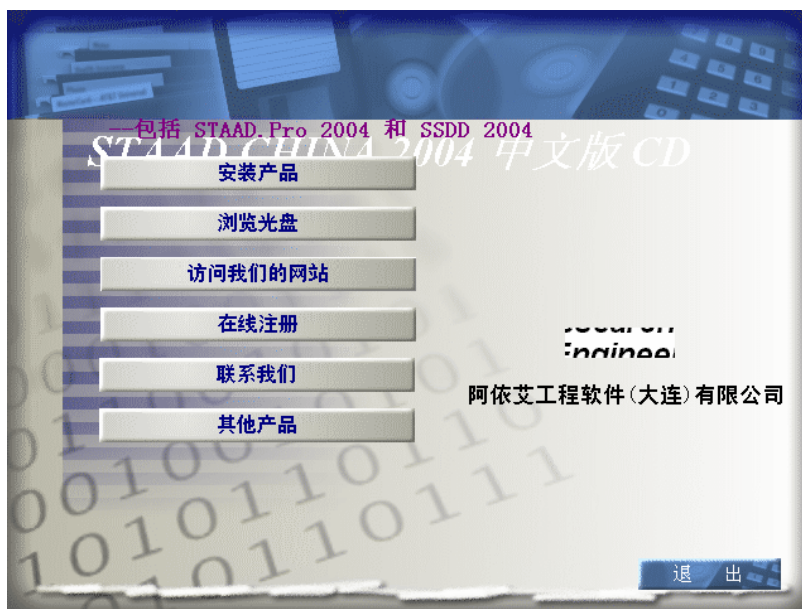 --包括 STAAD.Pro 2004 和 SSDD 2004
STAAD CHINA 2004 中文版 CD
安装产品
浏览光盘
访问我们的网站
在线注册
联系我们
其他产品
阿依艾工程软件(大连)有限公司
退 出